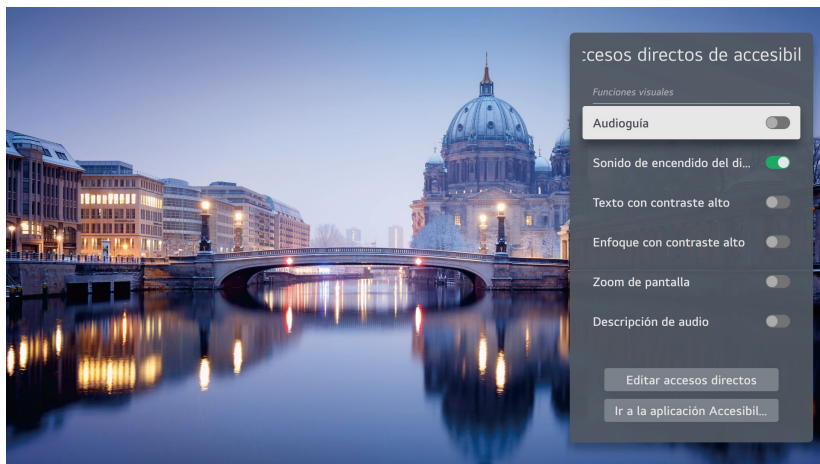 ccesos directos de accesibil
Funciones visuales
Audioguía
Sonido de encendido del di...
Texto con contraste alto
Enfoque con contraste alto
Zoom de pantalla
Descripción de audio
Editar accesos directos
Ir a la aplicación Accesibil...